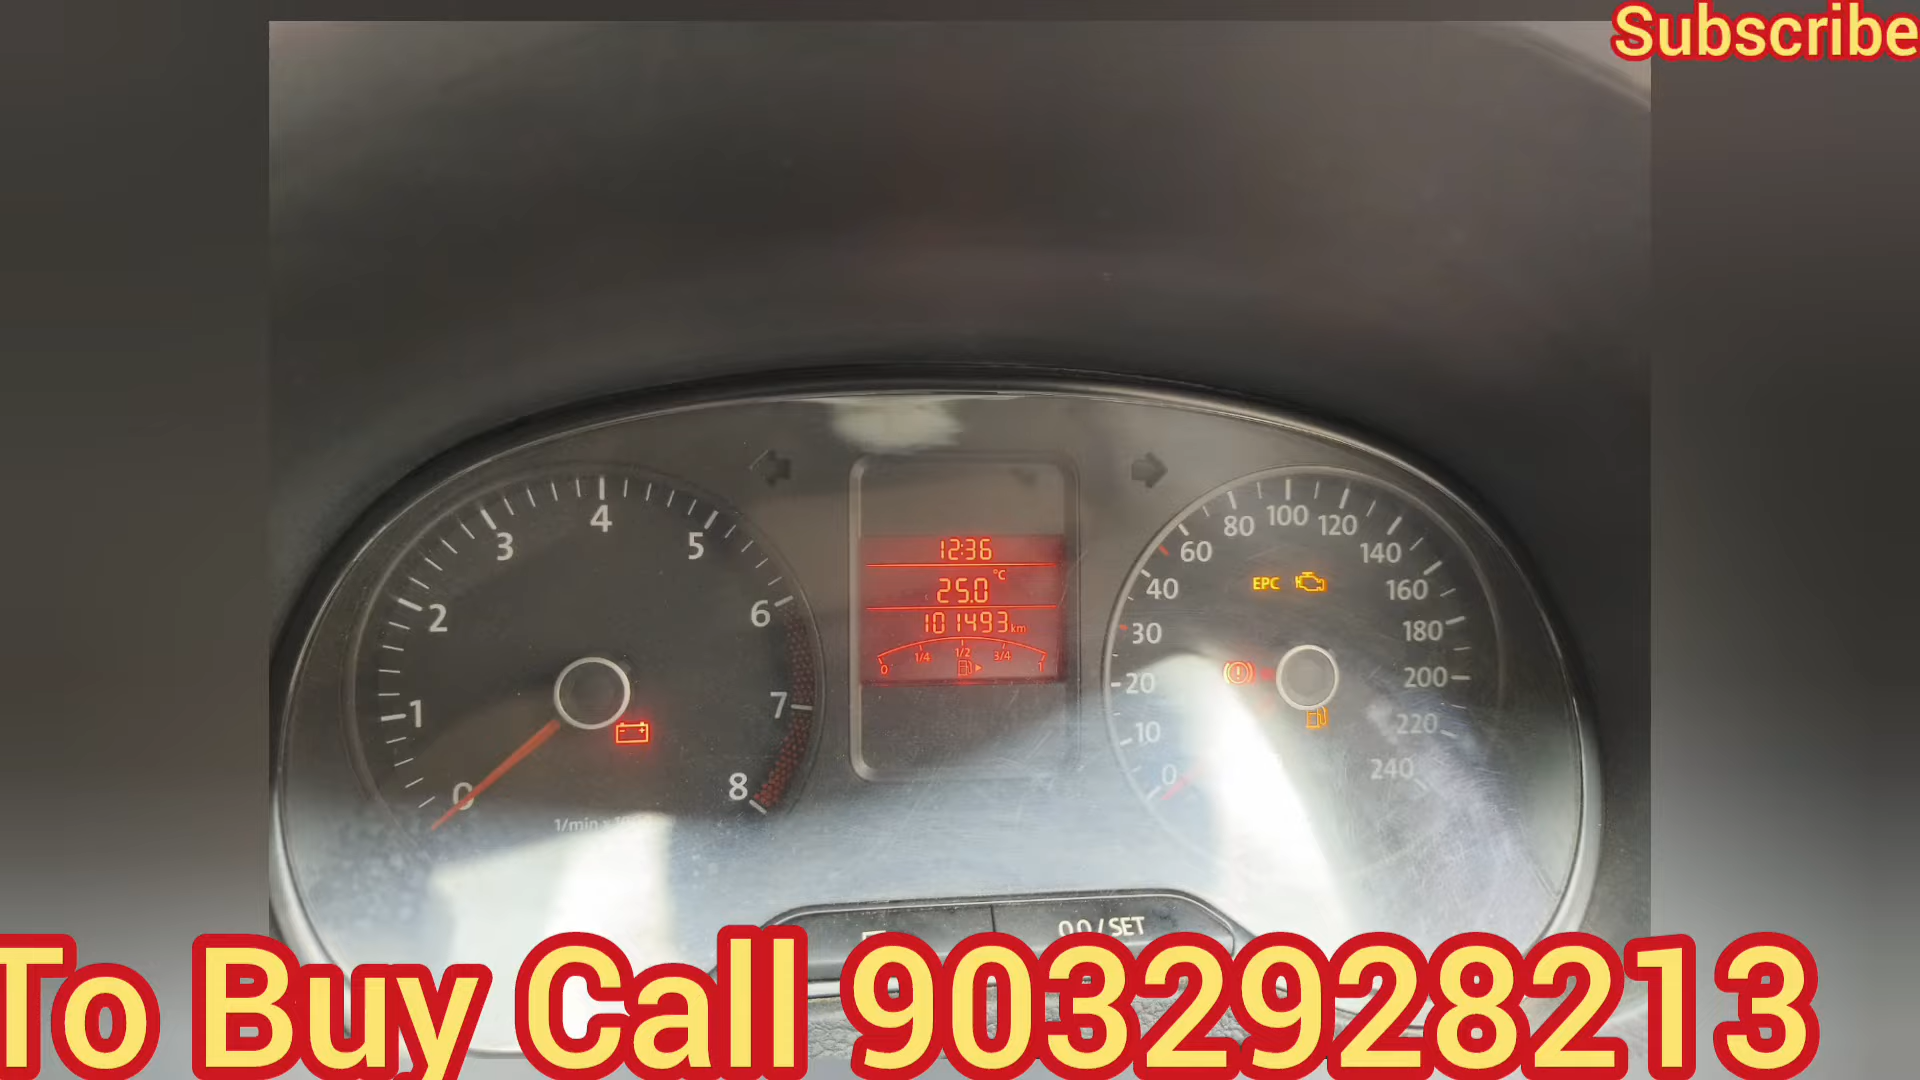 Subscribe
0 1 2 3 4 5 6 7 8
12:36
25.0 °C
101493 km
0 1/4 1/2 3/4 1
0 10 20 30 40 60 80 100 120 140 160 180 200 220 240
EPC
0.0 / SET
To Buy Call 9032928213